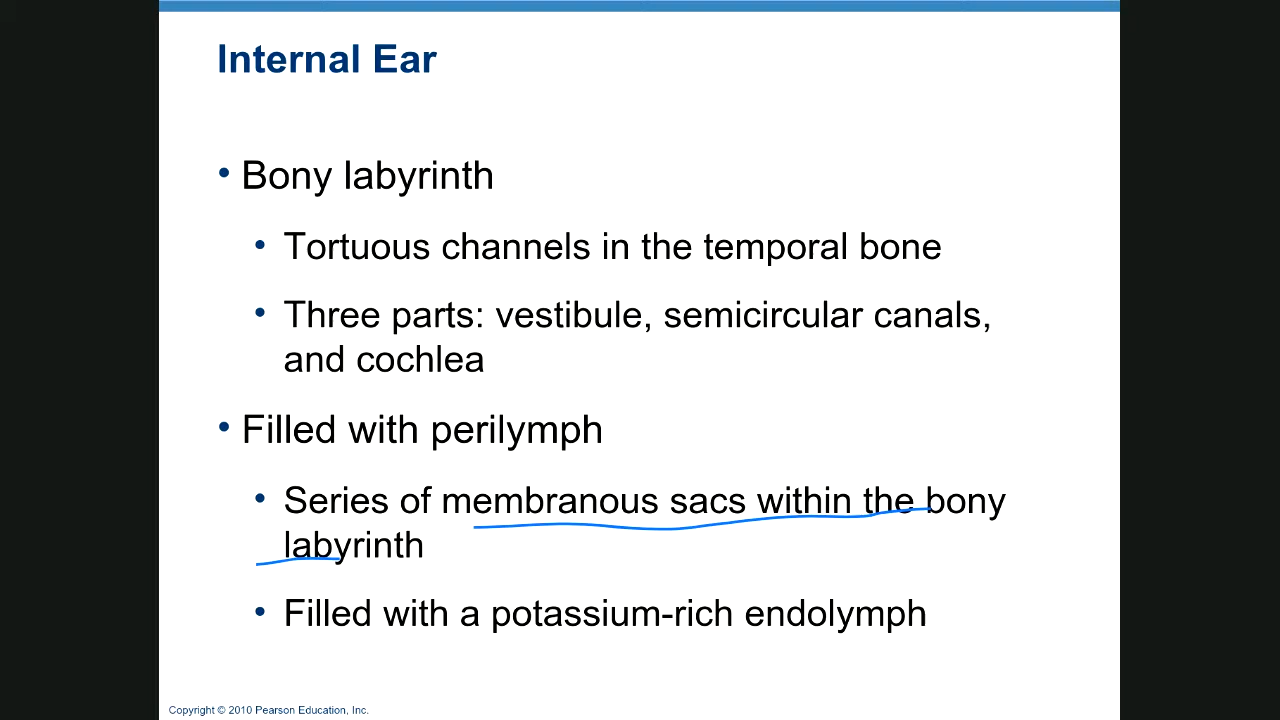 Internal Ear
• Bony labyrinth
• Tortuous channels in the temporal bone
• Three parts: vestibule, semicircular canals,
and cochlea
• Filled with perilymph
• Series of membranous sacs within the bony
labyrinth
• Filled with a potassium-rich endolymph
Copyright © 2010 Pearson Education, Inc.